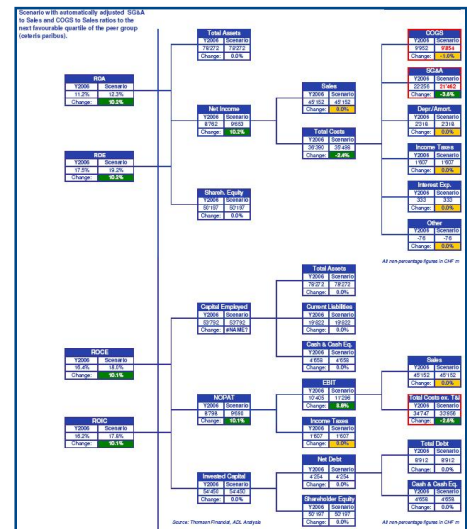 Scenario with automatically adjusted SG&A
to Sales and COGS to Sales ratios to the
next favourable quartile of the peer group
(ceteris paribus).
Total Assets
Y2006 Scenario
78'272 78'272
Change: 0.0%
COGS
Y2006 Scenario
9'952 9'854
Change: -1.0%
SG&A
Y2006 Scenario
22'256 21'462
Change: -3.6%
ROA
Y2006 Scenario
11.2% 12.3%
Change: 10.2%
Sales
Y2006 Scenario
45'152 45'152
Change: 0.0%
Net Income
Y2006 Scenario
8'762 9'653
Change: 10.2%
Depr./Amort.
Y2006 Scenario
2'318 2'318
Change: 0.0%
Total Costs
Y2006 Scenario
36'390 35'499
Change: -2.4%
Income Taxes
Y2006 Scenario
1'607 1'607
Change: 0.0%
ROE
Y2006 Scenario
17.5% 19.2%
Change: 10.2%
Shareh. Equity
Y2006 Scenario
50'197 50'197
Change: 0.0%
Interest Exp.
Y2006 Scenario
333 333
Change: 0.0%
Other
Y2006 Scenario
-76 -76
Change: 0.0%
All non-percentage figures in CHF m
Total Assets
Y2006 Scenario
78'272 78'272
Change: 0.0%
Capital Employed
Y2006 Scenario
53'792 53'792
Change: #NAME?
Current Liabilities
Y2006 Scenario
19'822 19'822
Change: 0.0%
Cash & Cash Eq.
Y2006 Scenario
4'658 4'658
Change: 0.0%
ROCE
Y2006 Scenario
16.4% 18.0%
Change: 10.1%
Sales
Y2006 Scenario
45'152 45'152
Change: 0.0%
EBIT
Y2006 Scenario
10'405 11'296
Change: 8.6%
NOPAT
Y2006 Scenario
8'798 9'689
Change: 10.1%
Total Costs ex. T&I
Y2006 Scenario
34'747 33'856
Change: -2.6%
Income Taxes
Y2006 Scenario
1'607 1'607
Change: 0.0%
ROIC
Y2006 Scenario
16.2% 17.8%
Change: 10.1%
Net Debt
Y2006 Scenario
4'254 4'254
Change: 0.0%
Total Debt
Y2006 Scenario
8'912 8'912
Change: 0.0%
Invested Capital
Y2006 Scenario
54'450 54'450
Change: 0.0%
Shareholder Equity
Y2006 Scenario
50'197 50'197
Change: 0.0%
Cash & Cash Eq.
Y2006 Scenario
4'658 4'658
Change: 0.0%
Source: Thomson Financial, ADL Analysis
All non-percentage figures in CHF m